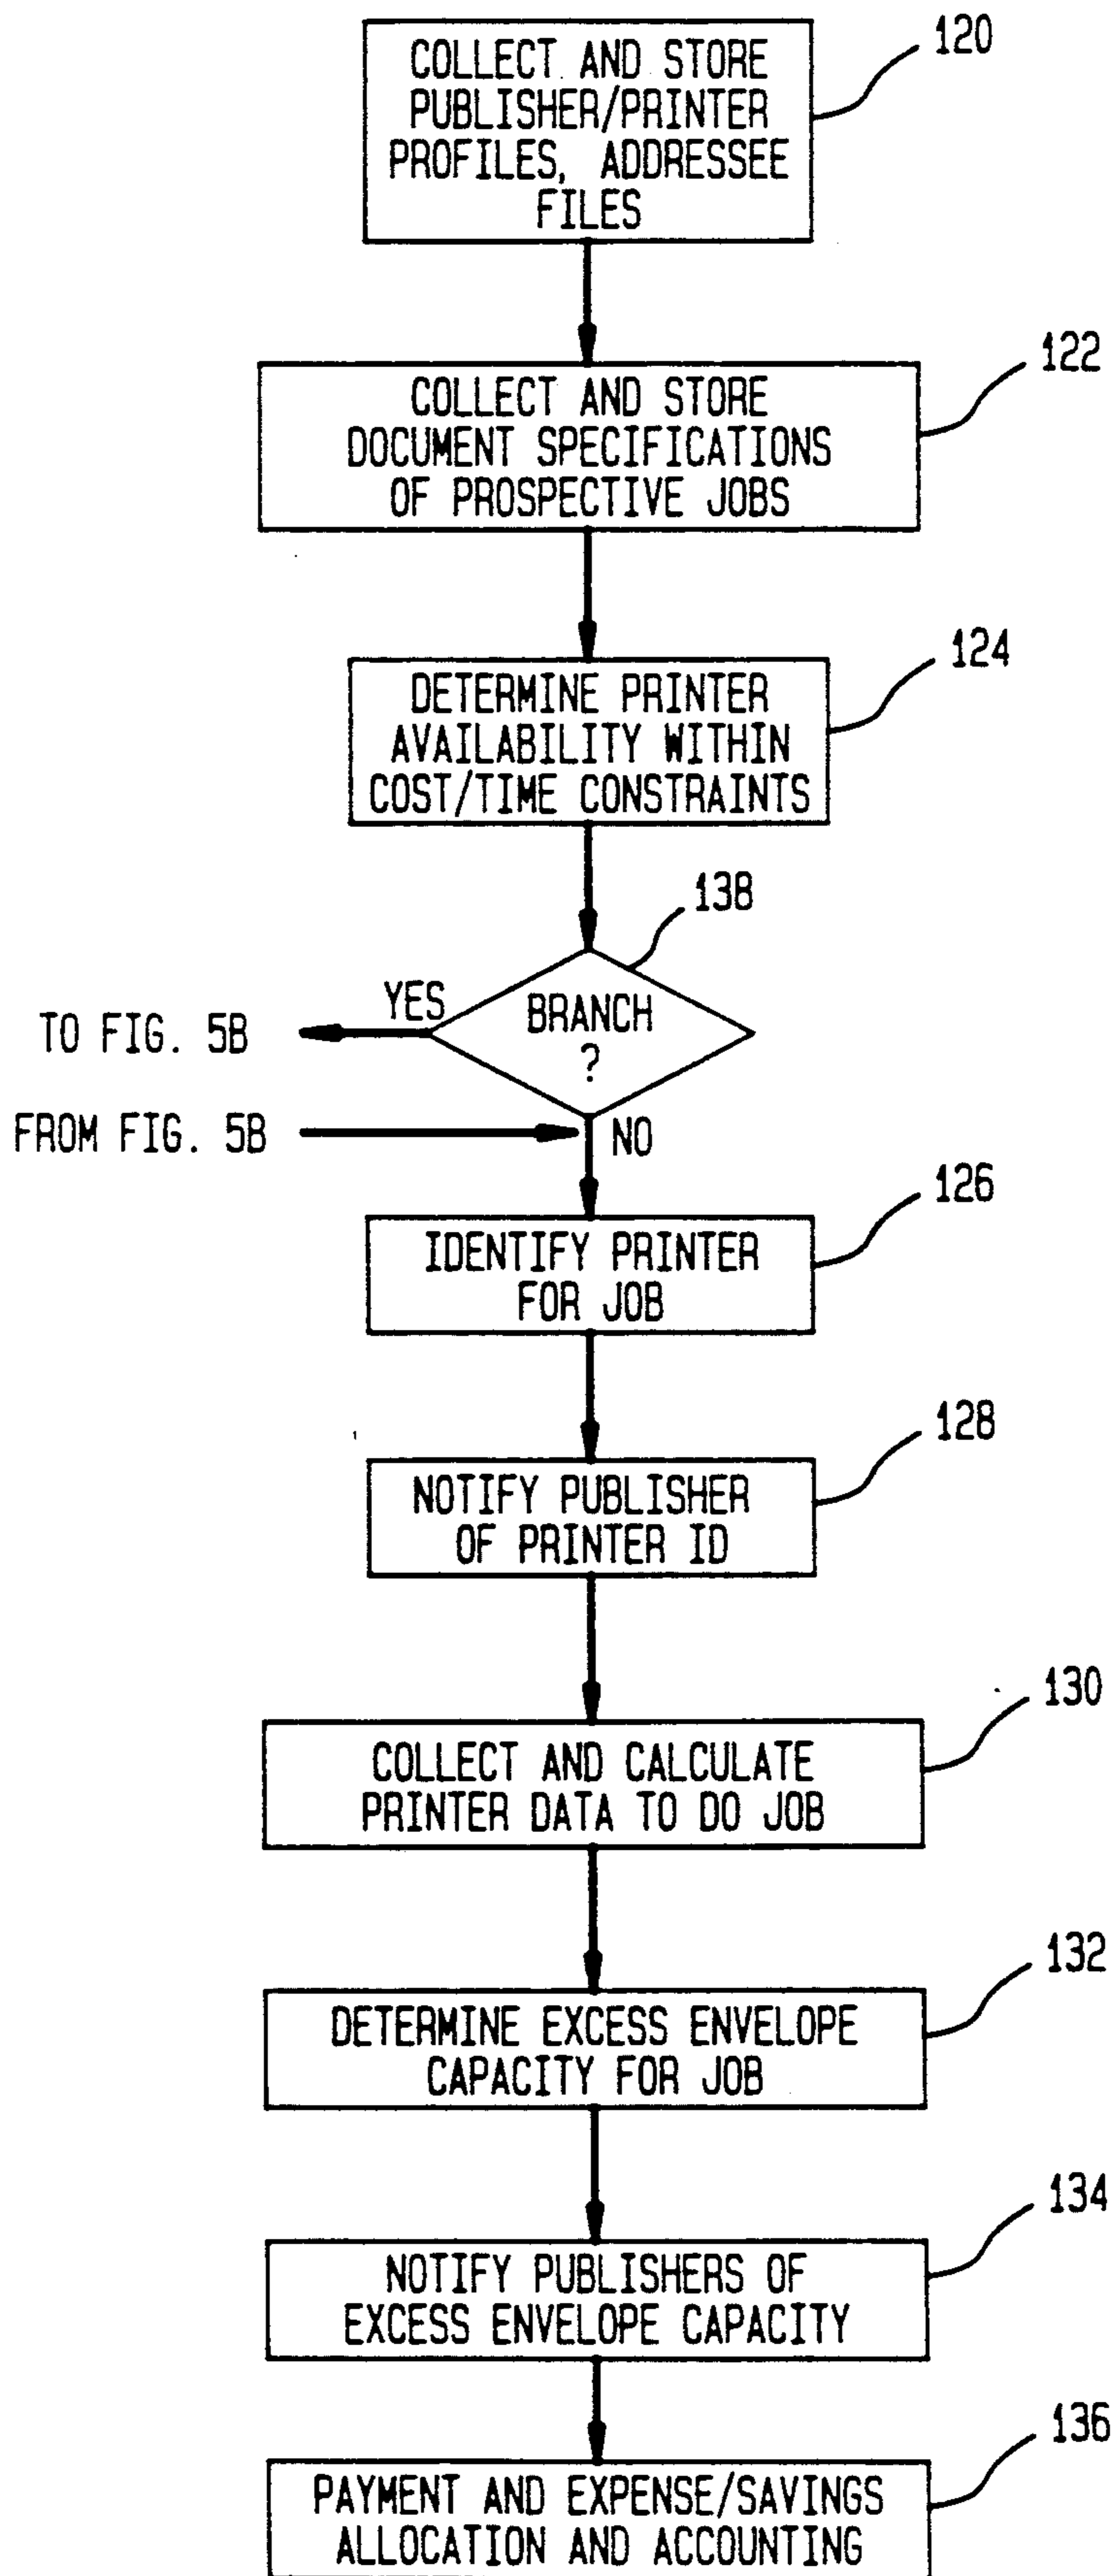 120
COLLECT AND STORE
PUBLISHER/PRINTER
PROFILES, ADDRESSEE
FILES
122
COLLECT AND STORE
DOCUMENT SPECIFICATIONS
OF PROSPECTIVE JOBS
124
DETERMINE PRINTER
AVAILABILITY WITHIN
COST/TIME CONSTRAINTS
138
YES
BRANCH
?
TO FIG. 5B
FROM FIG. 5B
NO
126
IDENTIFY PRINTER
FOR JOB
128
NOTIFY PUBLISHER
OF PRINTER ID
130
COLLECT AND CALCULATE
PRINTER DATA TO DO JOB
132
DETERMINE EXCESS ENVELOPE
CAPACITY FOR JOB
134
NOTIFY PUBLISHERS OF
EXCESS ENVELOPE CAPACITY
136
PAYMENT AND EXPENSE/SAVINGS
ALLOCATION AND ACCOUNTING